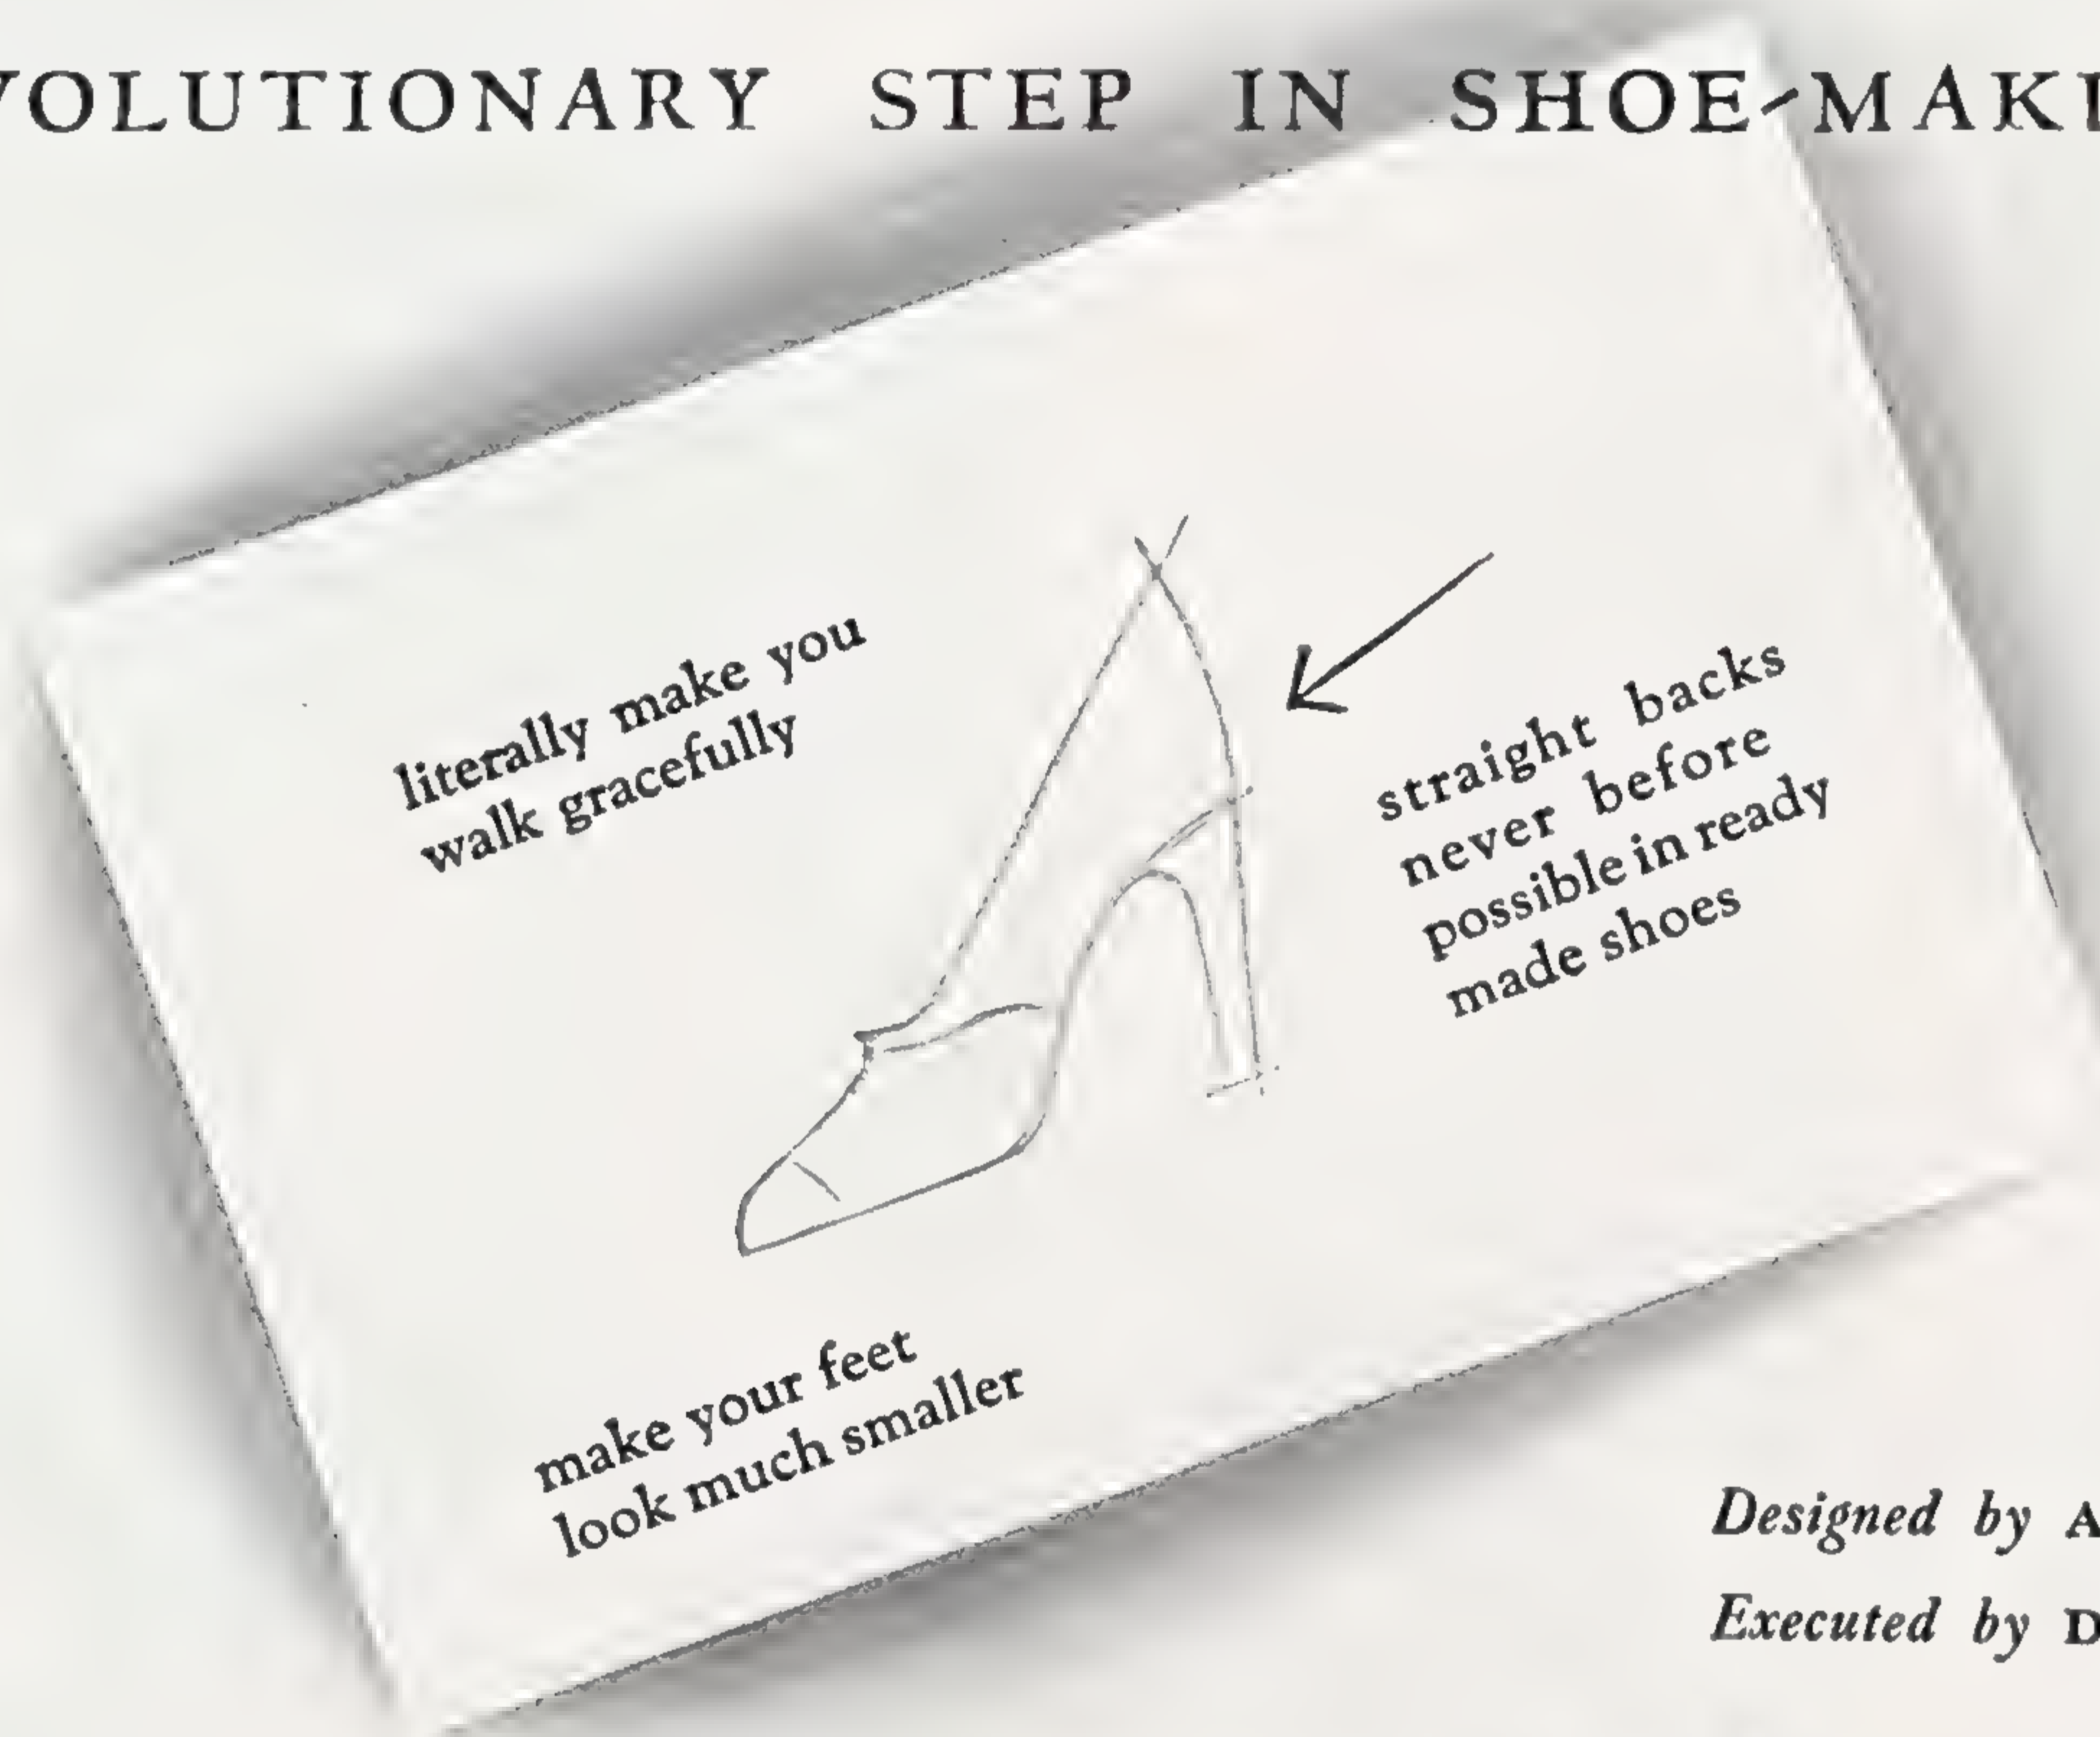 VOLUTIONARY STEP IN SHOE-MAKI
literally make you
walk gracefully
straight backs
never before
possible in ready
made shoes
make your feet
look much smaller
Designed by A
Executed by D